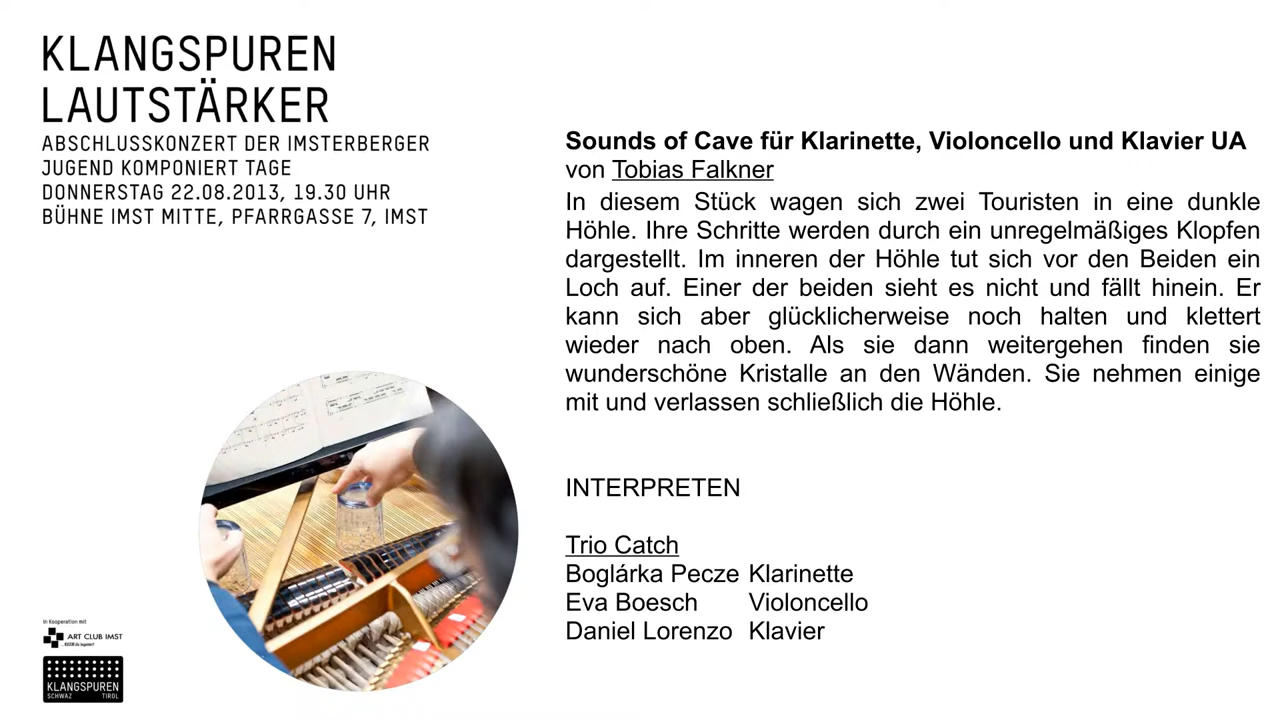 KLANGSPUREN
LAUTSTÄRKER
ABSCHLUSSKONZERT DER IMSTERBERGER
JUGEND KOMPONIERT TAGE
DONNERSTAG 22.08.2013, 19.30 UHR
BÜHNE IMST MITTE, PFARRGASSE 7, IMST
Sounds of Cave für Klarinette, Violoncello und Klavier UA
von Tobias Falkner
In diesem Stück wagen sich zwei Touristen in eine dunkle
Höhle. Ihre Schritte werden durch ein unregelmäßiges Klopfen
dargestellt. Im inneren der Höhle tut sich vor den Beiden ein
Loch auf. Einer der beiden sieht es nicht und fällt hinein. Er
kann sich aber glücklicherweise noch halten und klettert
wieder nach oben. Als sie dann weitergehen finden sie
wunderschöne Kristalle an den Wänden. Sie nehmen einige
mit und verlassen schließlich die Höhle.
INTERPRETEN
Trio Catch
Boglárka Pecze Klarinette
Eva Boesch Violoncello
Daniel Lorenzo Klavier
In Kooperation mit
ART CLUB IMST
KLANGSPUREN
SCHWAZ TIROL